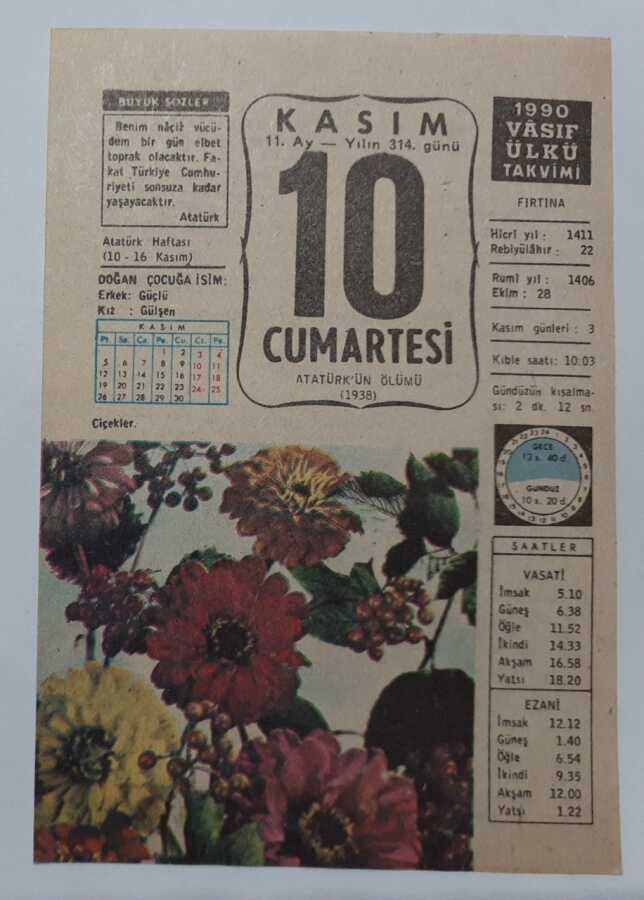 BÜYÜK SÖZLER
Benim nâçiz vücü-
dum bir gün elbet
toprak olacaktır. Fa-
kat Türkiye Cumhu-
riyeti sonsuza kadar
yaşayacaktır.
Atatürk
Atatürk Haftası
(10 - 16 Kasım)
DOĞAN ÇOCUĞA İSİM:
Erkek: Güçlü
Kız : Gülşen
KASIM
Pt. Sa. Ça. Pe. Cu. Ct. Pa.
1 2 3 4
5 6 7 8 9 10 11
12 13 14 15 16 17 18
19 20 21 22 23 24 25
26 27 28 29 30
Çiçekler.
KASIM
11. Ay — Yılın 314. günü
10
CUMARTESİ
ATATÜRK'ÜN ÖLÜMÜ
(1938)
1990
VÂSIF
ÜLKÜ
TAKVİMİ
FIRTINA
Hicrî yıl : 1411
Rebiyülâhır : 22
Rumî yıl : 1406
Ekim : 28
Kasım günleri : 3
Kıble saati: 10.03
Gündüzün kısalma-
sı: 2 dk. 12 sn.
GECE
13 s. 40 d.
GÜNDÜZ
10 s. 20 d.
SAATLER
VASATİ
İmsak 5.10
Güneş 6.38
Öğle 11.52
İkindi 14.33
Akşam 16.58
Yatsı 18.20
EZANİ
İmsak 12.12
Güneş 1.40
Öğle 6.54
İkindi 9.35
Akşam 12.00
Yatsı 1.22